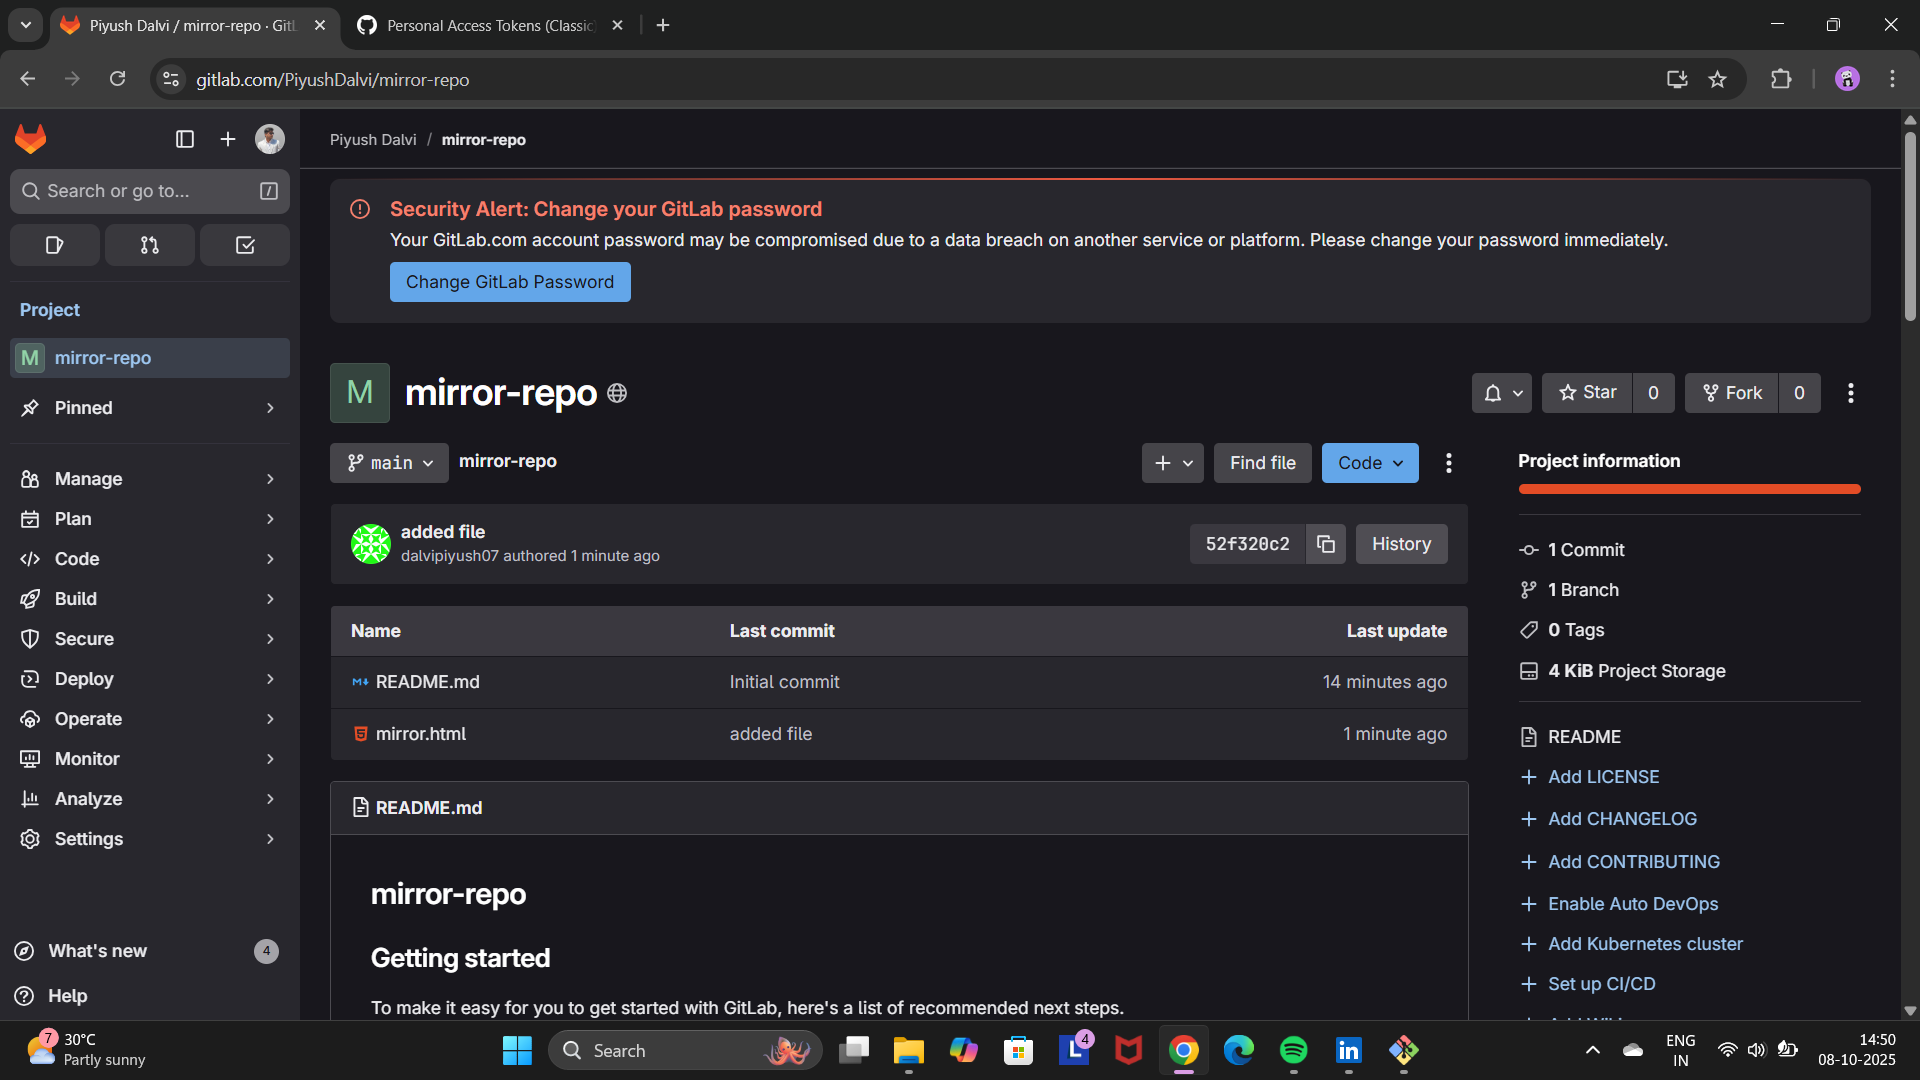 Piyush Dalvi / mirror-repo · GitL
Personal Access Tokens (Classic)
gitlab.com/PiyushDalvi/mirror-repo
Search or go to...
/
Piyush Dalvi / mirror-repo
Security Alert: Change your GitLab password
Your GitLab.com account password may be compromised due to a data breach on another service or platform. Please change your password immediately.
Change GitLab Password
Project
M mirror-repo
Pinned
Manage
Plan
Code
Build
Secure
Deploy
Operate
Monitor
Analyze
Settings
What's new
4
Help
M mirror-repo
Star 0
Fork 0
main
mirror-repo
Find file
Code
added file
dalvipiyush07 authored 1 minute ago
52f320c2
History
Name Last commit Last update
README.md Initial commit 14 minutes ago
mirror.html added file 1 minute ago
README.md
mirror-repo
Getting started
To make it easy for you to get started with GitLab, here's a list of recommended next steps.
Project information
1 Commit
1 Branch
0 Tags
4 KiB Project Storage
README
Add LICENSE
Add CHANGELOG
Add CONTRIBUTING
Enable Auto DevOps
Add Kubernetes cluster
Set up CI/CD
7
30°C
Partly sunny
Search
L
4
in
ENG
IN
14:50
08-10-2025